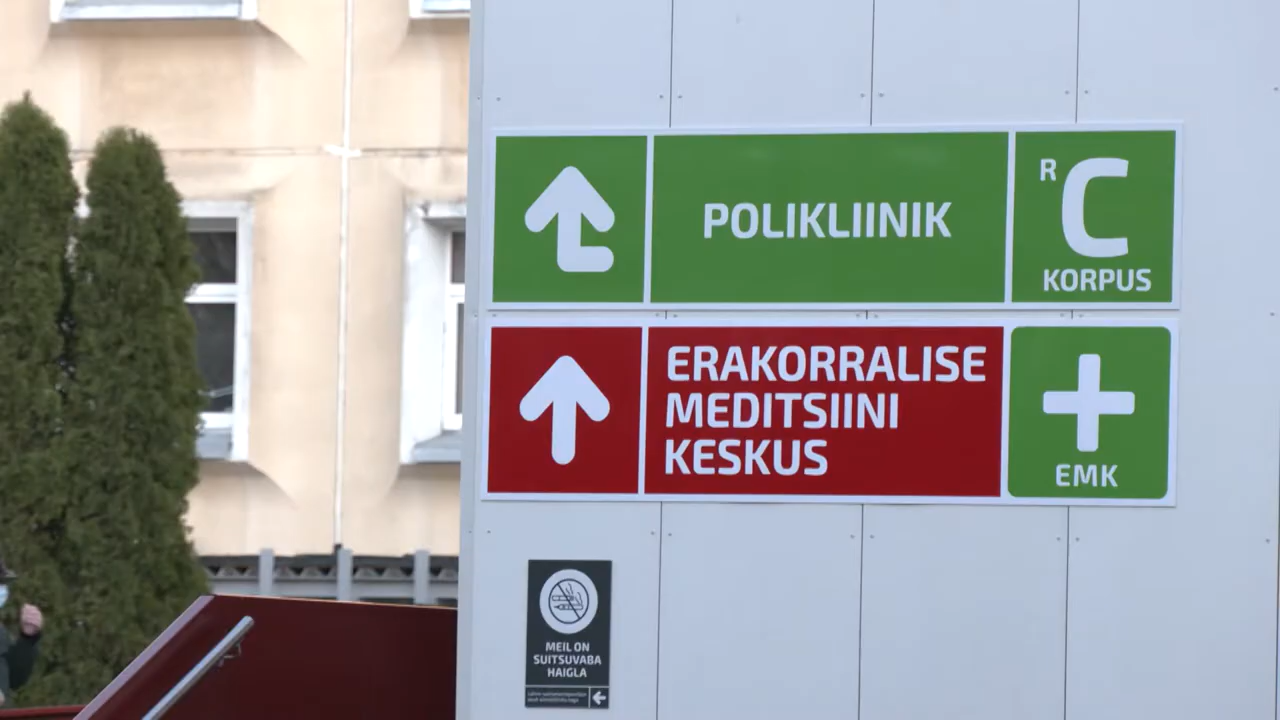 POLIKLIINIK
R C
KORPUS
ERAKORRALISE
MEDITSIINI
KESKUS
EMK
MEIL ON
SUITSUVABA
HAIGLA